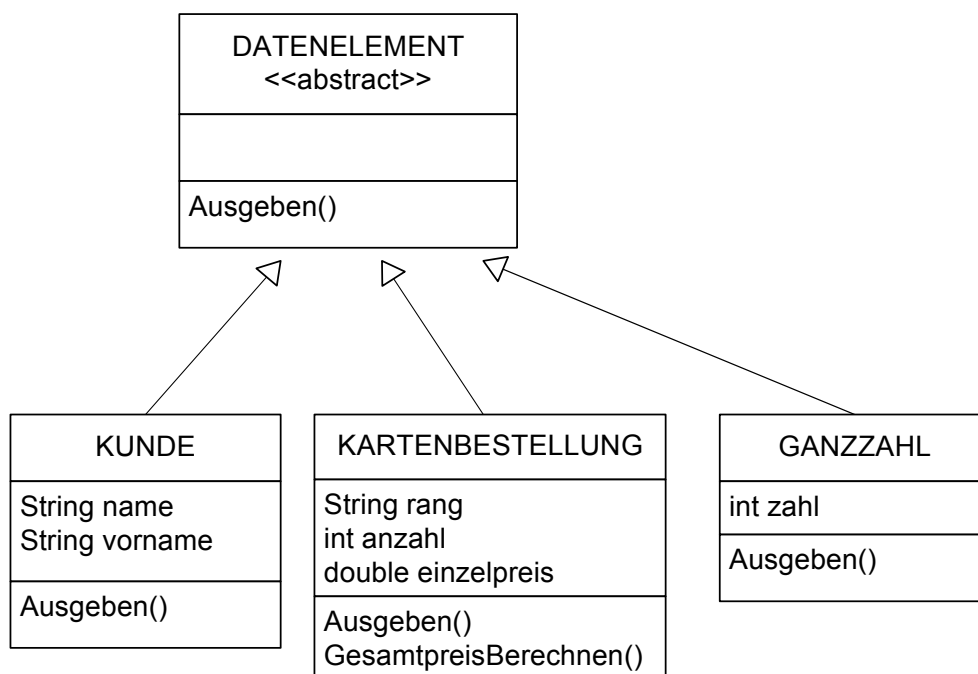 DATENELEMENT
<<abstract>>
Ausgeben()
KUNDE
String name
String vorname
Ausgeben()
KARTENBESTELLUNG
String rang
int anzahl
double einzelpreis
Ausgeben()
GesamtpreisBerechnen()
GANZZAHL
int zahl
Ausgeben()